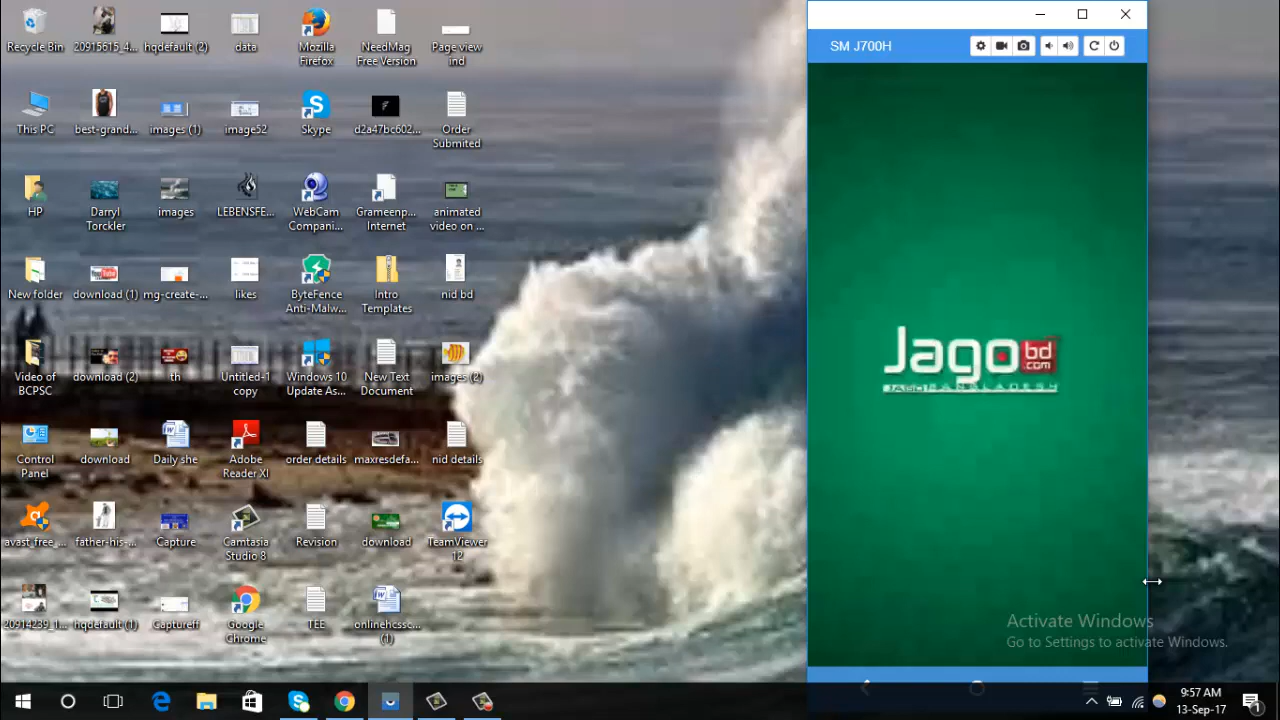 Recycle Bin
20915615_4...
hqdefault (2)
data
Mozilla
Firefox
NeedMag
Free Version
Page view
ind
This PC
best-grand...
images (1)
image52
Skype
d2a47bc602...
Order
Submited
HP
Darryl
Torckler
images
LEBENSFE...
WebCam
Compani...
Grameenp...
Internet
animated
video on ...
New folder
download (1)
mg-create-...
likes
ByteFence
Anti-Malw...
Intro
Templates
nid bd
Video of
BCPSC
download (2)
th
Untitled-1
copy
Windows 10
Update As...
New Text
Document
images (2)
Control
Panel
download
Daily she
Adobe
Reader XI
order details
maxresdefa...
nid details
avast_free_...
father-his-...
Capture
Camtasia
Studio 8
Revision
download
TeamViewer
12
20914239_1...
hqdefault (1)
Captureff
Google
Chrome
TEE
onlinehcsse...
(1)
SM J700H
Jago bd
.com
JAGO BANGLADESH
Activate Windows
Go to Settings to activate Windows.
9:57 AM
13-Sep-17
1